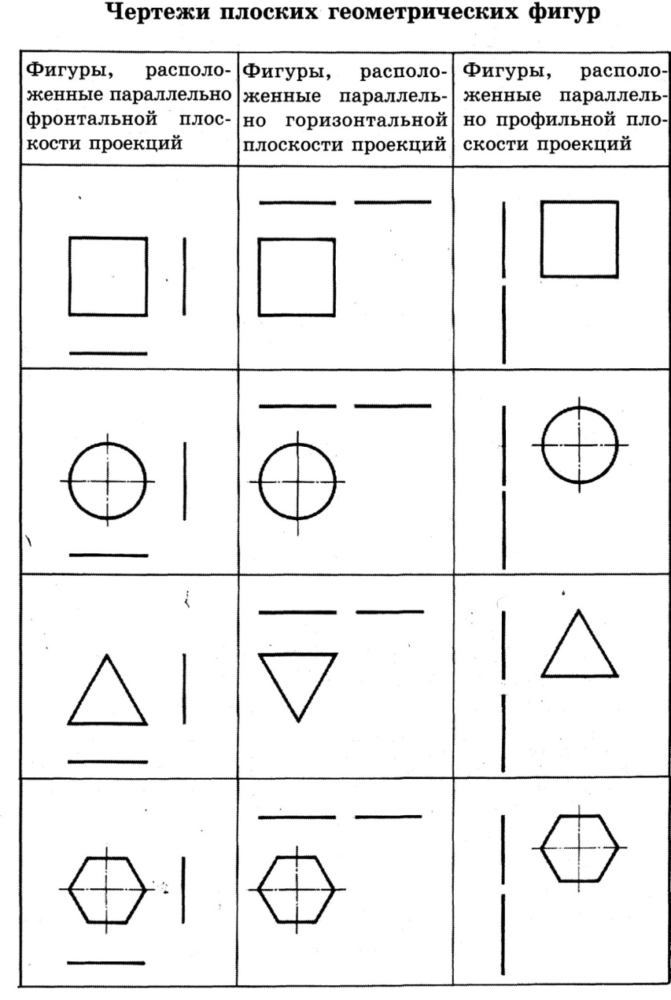 Чертежи плоских геометрических фигур
Фигуры, располо-
женные параллельно
фронтальной плос-
кости проекций
Фигуры, располо-
женные параллель-
но горизонтальной
плоскости проекций
Фигуры, располо-
женные параллель-
но профильной пло-
скости проекций